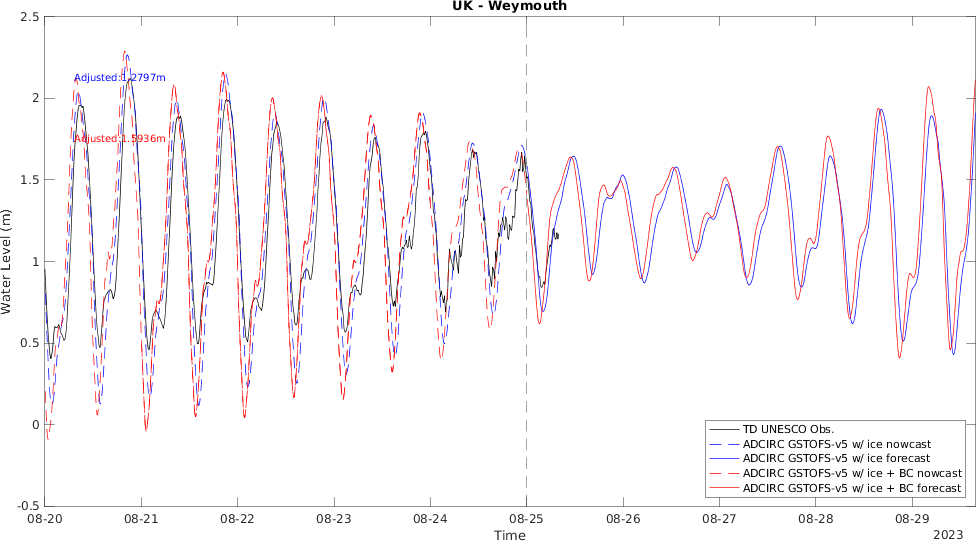 UK - Weymouth
2.5
2
1.5
1
0.5
0
-0.5
Water Level (m)
Adjusted:1.2797m
Adjusted:1.5936m
TD UNESCO Obs.
ADCIRC GSTOFS-v5 w/ ice nowcast
ADCIRC GSTOFS-v5 w/ ice forecast
ADCIRC GSTOFS-v5 w/ ice + BC nowcast
ADCIRC GSTOFS-v5 w/ ice + BC forecast
08-20 08-21 08-22 08-23 08-24 08-25 08-26 08-27 08-28 08-29
Time
2023